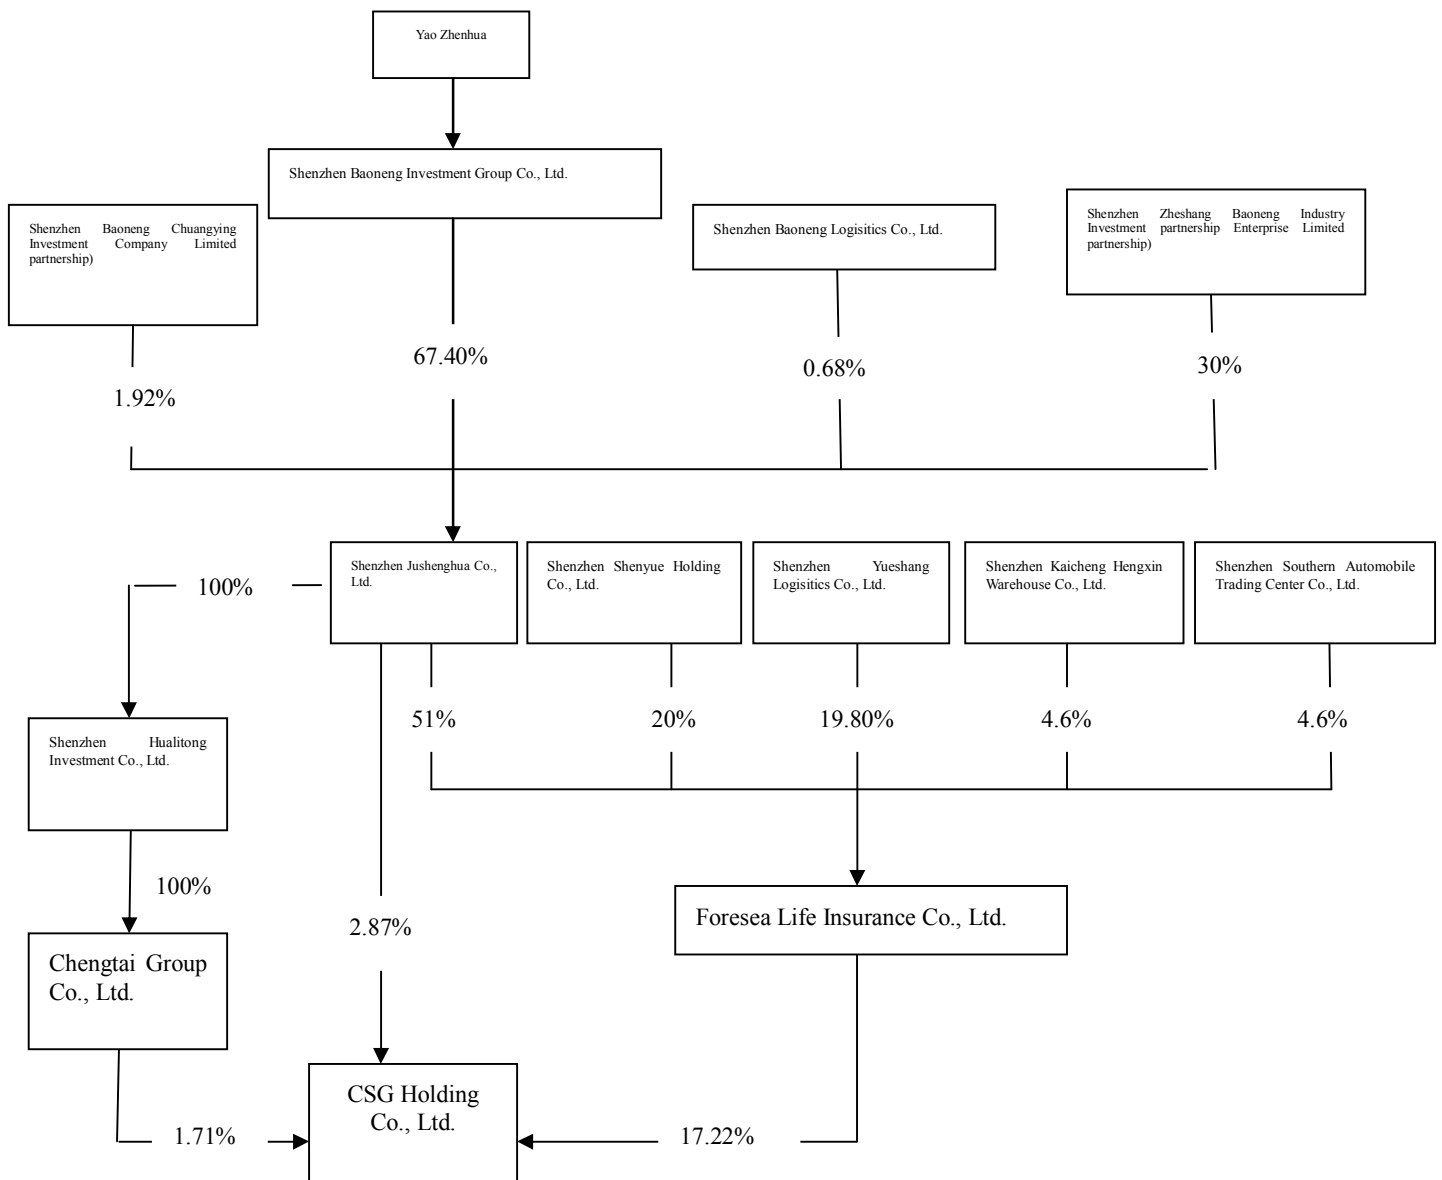 Yao Zhenhua
Shenzhen Baoneng Investment Group Co., Ltd.
Shenzhen Baoneng Chuangying
Investment Company Limited
partnership)
Shenzhen Baoneng Logisitics Co., Ltd.
Shenzhen Zheshang Baoneng Industry
Investment partnership Enterprise Limited
partnership)
67.40%
0.68%
30%
1.92%
Shenzhen Jushenghua Co.,
Ltd.
Shenzhen Shenyue Holding
Co., Ltd.
Shenzhen Yueshang
Logisitics Co., Ltd.
Shenzhen Kaicheng Hengxin
Warehouse Co., Ltd.
Shenzhen Southern Automobile
Trading Center Co., Ltd.
100%
51%
20%
19.80%
4.6%
4.6%
Shenzhen Hualitong
Investment Co., Ltd.
100%
2.87%
Foresea Life Insurance Co., Ltd.
Chengtai Group
Co., Ltd.
CSG Holding
Co., Ltd.
1.71%
17.22%